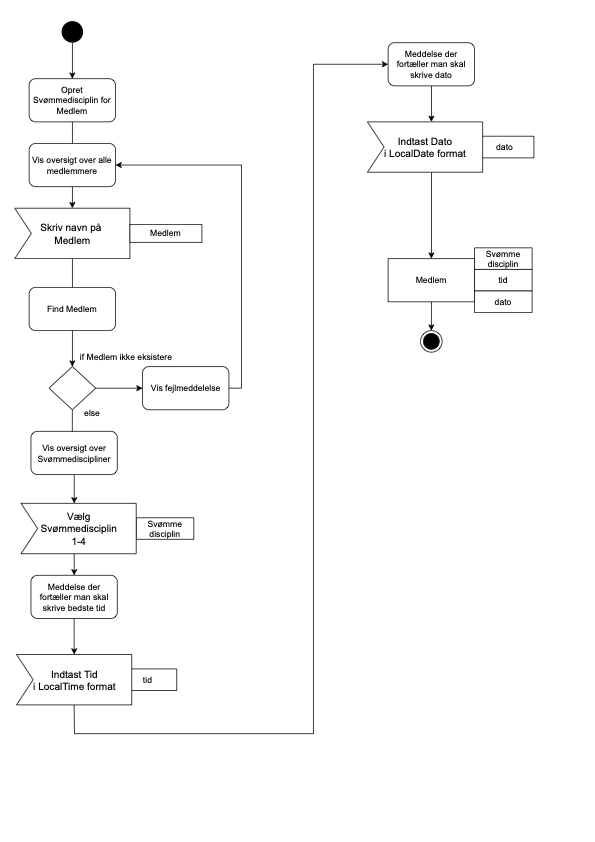 Opret
Svømmedisciplin for
Medlem
Vis oversigt over alle
medlemmere
Skriv navn på
Medlem
Medlem
Find Medlem
if Medlem ikke eksistere
Vis fejlmeddelelse
else
Vis oversigt over
Svømmediscipliner
Vælg
Svømmedisciplin
1-4
Svømme
disciplin
Meddelse der
fortæller man skal
skrive bedste tid
Indtast Tid
i LocalTime format
tid
Meddelse der
fortæller man skal
skrive dato
Indtast Dato
i LocalDate format
dato
Medlem
Svømme
disciplin
tid
dato